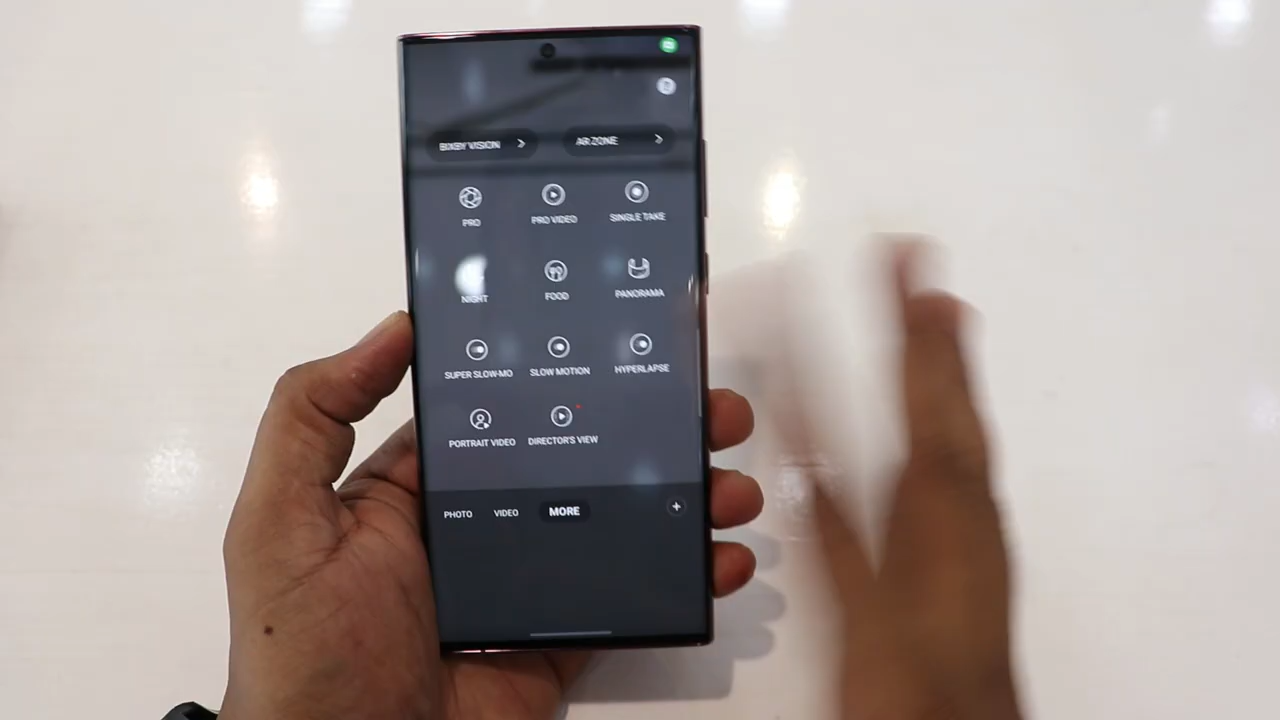 BIXBY VISION AR ZONE
PRO PRO VIDEO SINGLE TAKE
NIGHT FOOD PANORAMA
SUPER SLOW-MO SLOW MOTION HYPERLAPSE
PORTRAIT VIDEO DIRECTOR'S VIEW
PHOTO VIDEO MORE